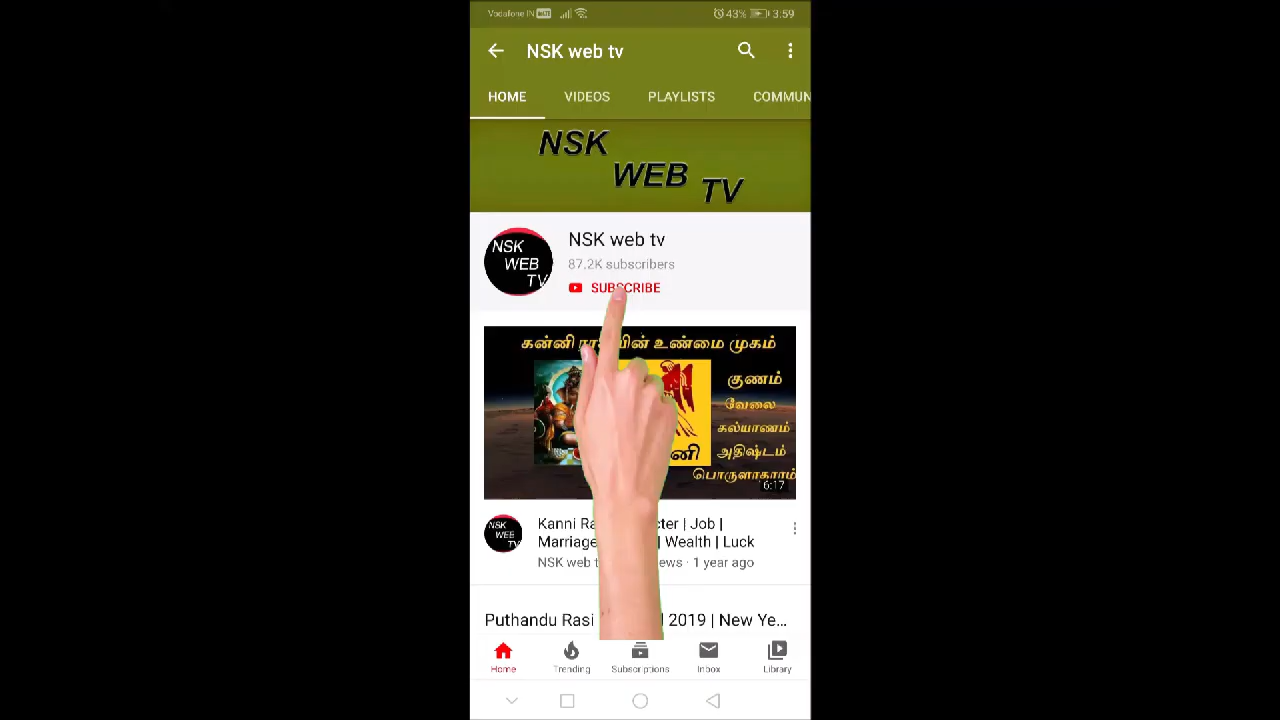 Vodafone IN VoLTE 43% 3:59
NSK web tv
HOME VIDEOS PLAYLISTS COMMUN
NSK
WEB
TV
NSK
WEB
TV
NSK web tv
87.2K subscribers
SUBSCRIBE
கன்னி உண்மை முகம்
குணம்
வேலை
கல்யாணம்
அதிஷ்டம்
பொருளாதாரம்
6:17
NSK
WEB
TV
Kanni | Job |
Marriage | Wealth | Luck
NSK web 1 year ago
Puthandu Rasi 2019 | New Ye...
Home Trending Subscriptions Inbox Library